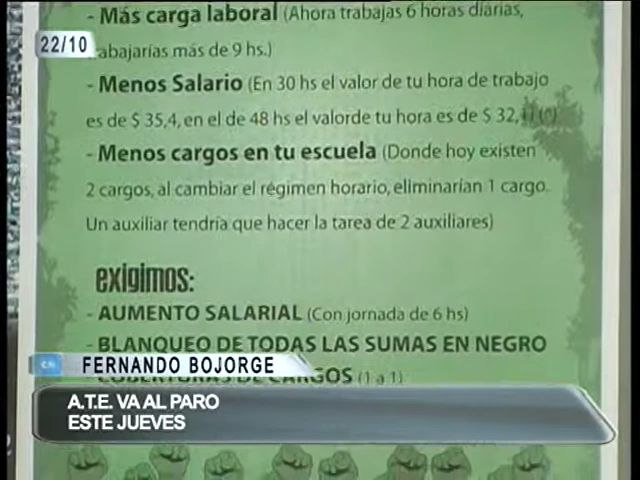 - Más carga laboral (Ahora trabajas 6 horas diarias,
22/10
abajarías más de 9 hs.)
- Menos Salario (En 30 hs el valor de tu hora de trabajo
es de $ 35,4, en el de 48 hs el valorde tu hora es de $ 32,
- Menos cargos en tu escuela (Donde hoy existen
2 cargos, al cambiar el régimen horario, eliminarían 1 cargo.
Un auxiliar tendría que hacer la tarea de 2 auxiliares)
exigimos:
- AUMENTO SALARIAL (Con jornada de 6 hs)
- BLANQUEO DE TODAS LAS SUMAS EN NEGRO
FERNANDO BOJORGE
- COBERTURAS DE CARGOS (1 a 1)
A.T.E. VA AL PARO
ESTE JUEVES